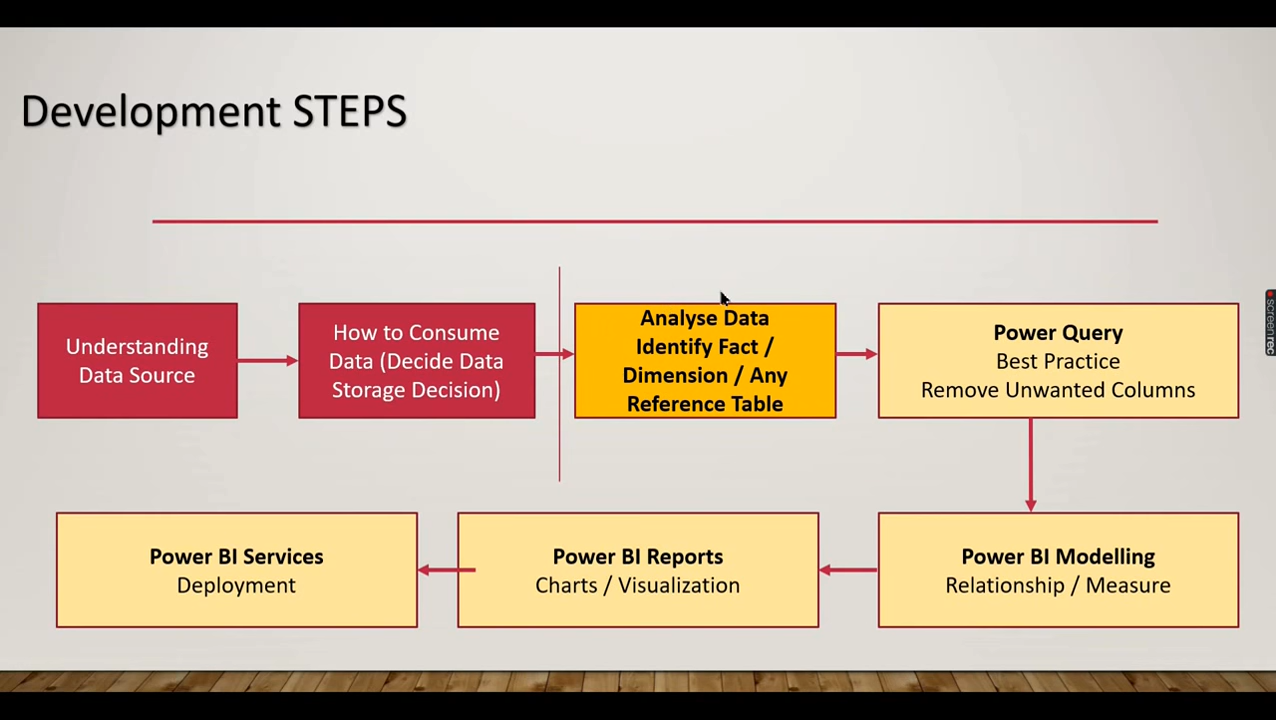 Development STEPS
Understanding
Data Source
How to Consume
Data (Decide Data
Storage Decision)
Analyse Data
Identify Fact /
Dimension / Any
Reference Table
Power Query
Best Practice
Remove Unwanted Columns
Power BI Services
Deployment
Power BI Reports
Charts / Visualization
Power BI Modelling
Relationship / Measure
screenrec